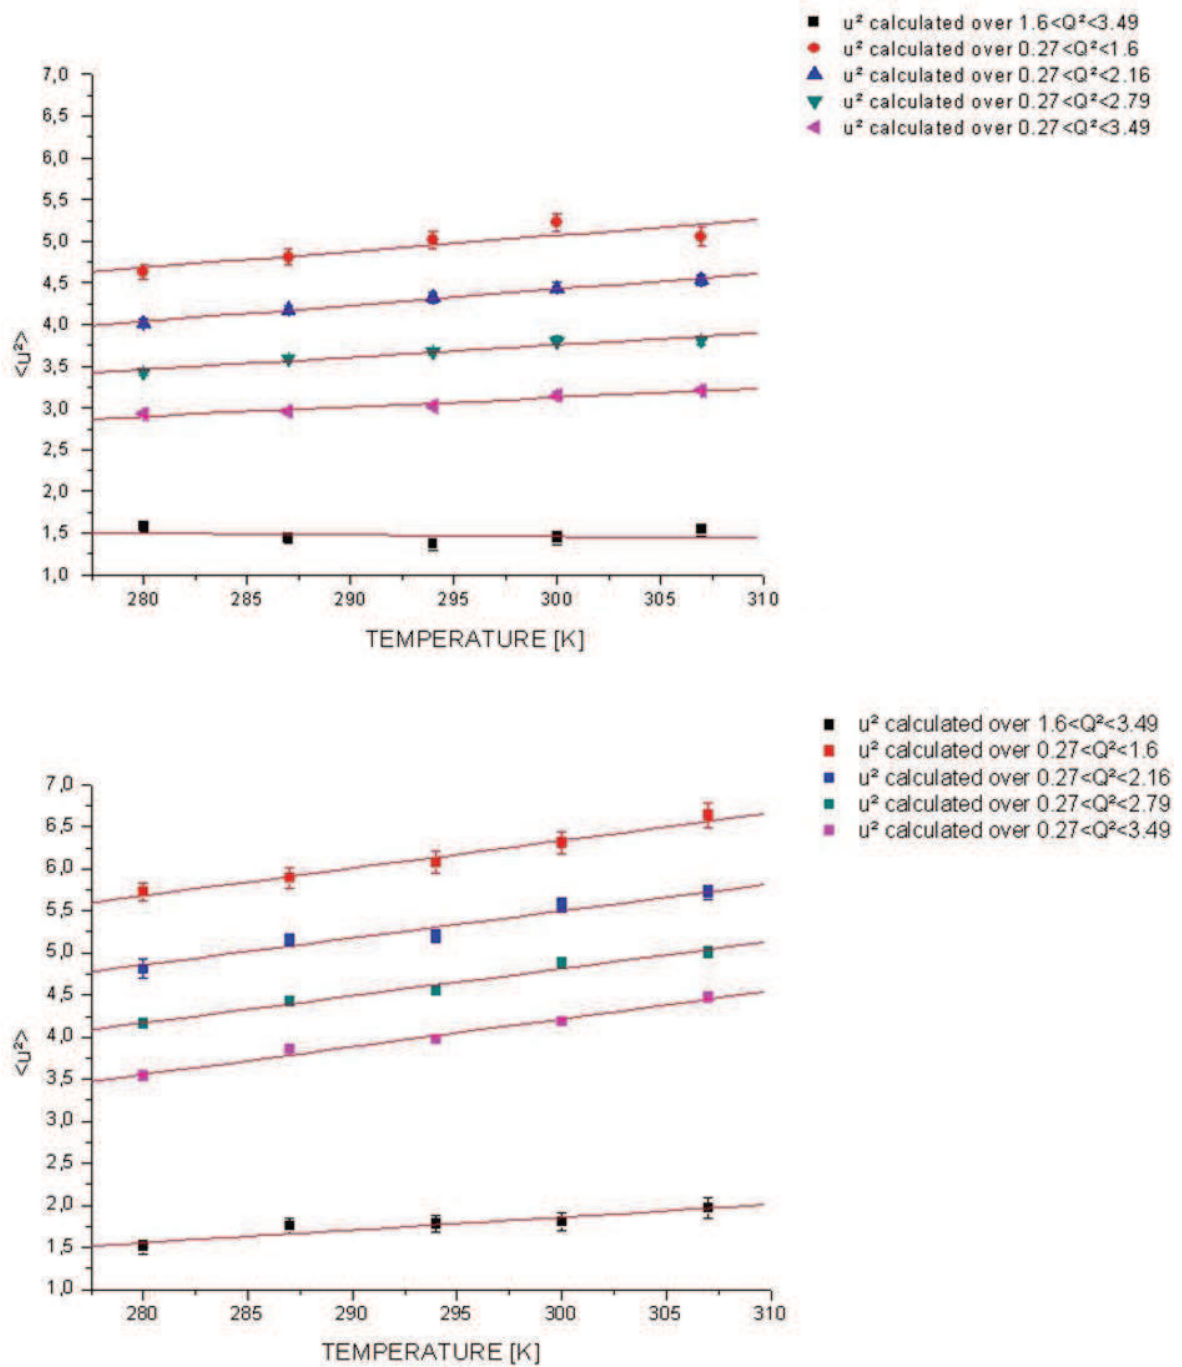 u² calculated over 1.6<Q²<3.49
u² calculated over 0.27<Q²<1.6
u² calculated over 0.27<Q²<2.16
u² calculated over 0.27<Q²<2.79
u² calculated over 0.27<Q²<3.49
7,0
6,5
6,0
5,5
5,0
4,5
4,0
3,5
3,0
2,5
2,0
1,5
1,0
<u²>
280 285 290 295 300 305 310
TEMPERATURE [K]
u² calculated over 1.6<Q²<3.49
u² calculated over 0.27<Q²<1.6
u² calculated over 0.27<Q²<2.16
u² calculated over 0.27<Q²<2.79
u² calculated over 0.27<Q²<3.49
7,0
6,5
6,0
5,5
5,0
4,5
4,0
3,5
3,0
2,5
2,0
1,5
1,0
<u²>
280 285 290 295 300 305 310
TEMPERATURE [K]